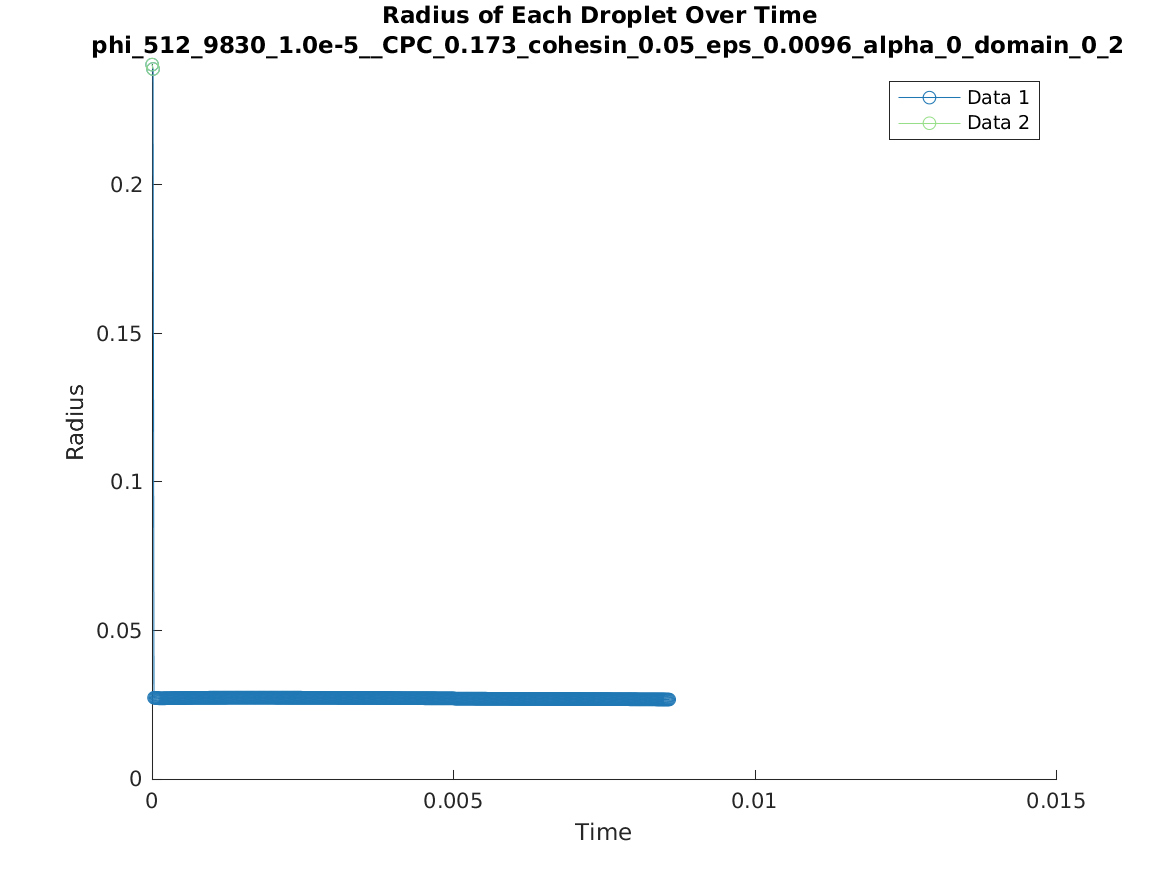 Radius of Each Droplet Over Time
phi_512_9830_1.0e-5__CPC_0.173_cohesin_0.05_eps_0.0096_alpha_0_domain_0_2
Data 1
Data 2
0.2
0.15
0.1
0.05
0
Radius
0
0.005
0.01
0.015
Time